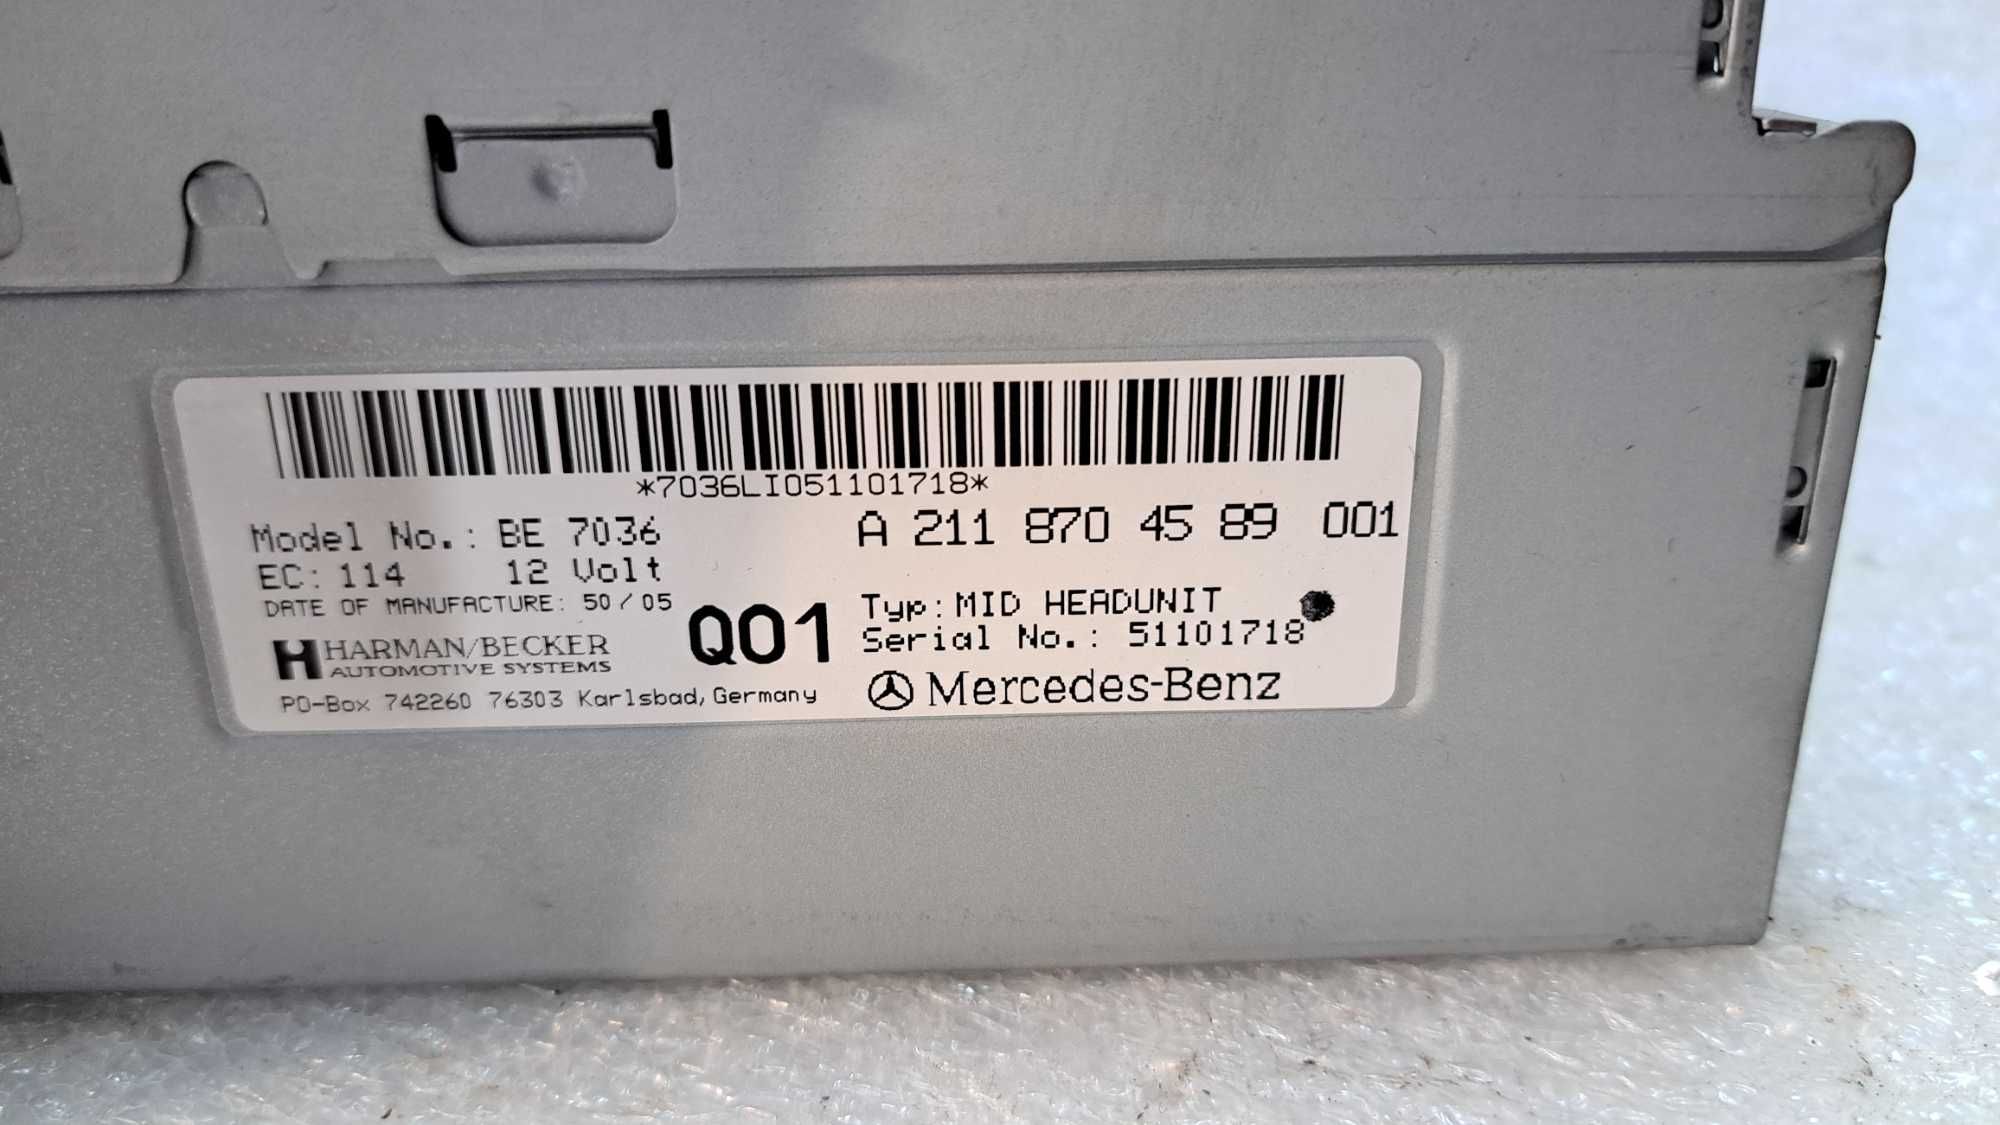 *7036LI051101718*
Model No.: BE 7036
A 211 870 45 89 001
EC: 114 12 Volt
DATE OF MANUFACTURE: 50/05
Q01
Typ: MID HEADUNIT
Serial No.: 51101718
HARMAN/BECKER
AUTOMOTIVE SYSTEMS
PO-Box 742260 76303 Karlsbad, Germany
Mercedes-Benz